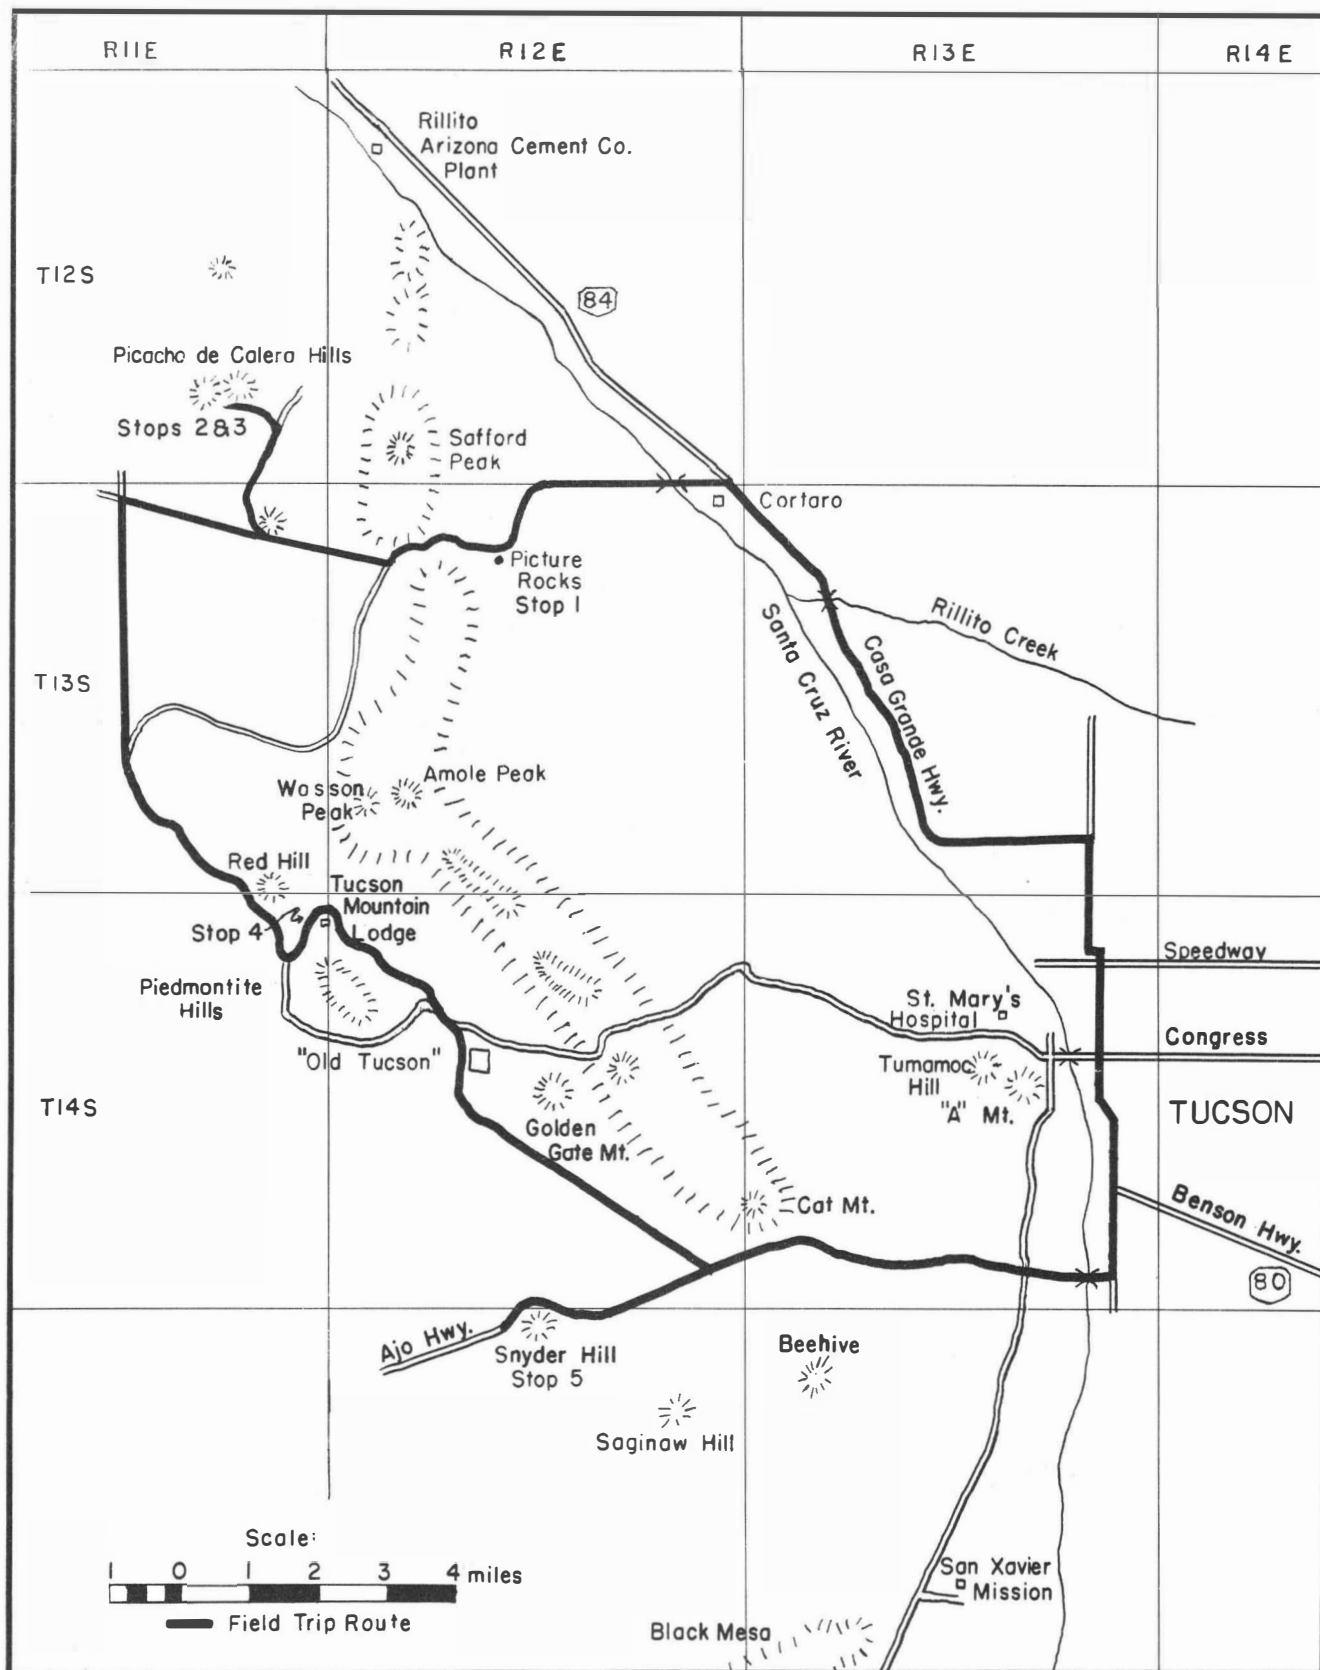 R11E
R12E
R13E
R14E
Rillito
Arizona Cement Co.
Plant
T12S
84
Picacho de Calera Hills
Stops 2&3
Safford
Peak
Cortaro
Picture
Rocks
Stop 1
Rillito Creek
Santa Cruz River
Casa Grande Hwy.
T13S
Amole Peak
Wasson
Peak
Red Hill
Tucson
Mountain
Lodge
Stop 4
Speedway
Piedmontite
Hills
St. Mary's
Hospital
Congress
"Old Tucson"
Tumamoc
Hill
"A" Mt.
T14S
TUCSON
Golden
Gate Mt.
Cat Mt.
Benson Hwy.
80
Ajo Hwy.
Snyder Hill
Stop 5
Beehive
Saginaw Hill
Scale:
1 0 1 2 3 4 miles
Field Trip Route
San Xavier
Mission
Black Mesa